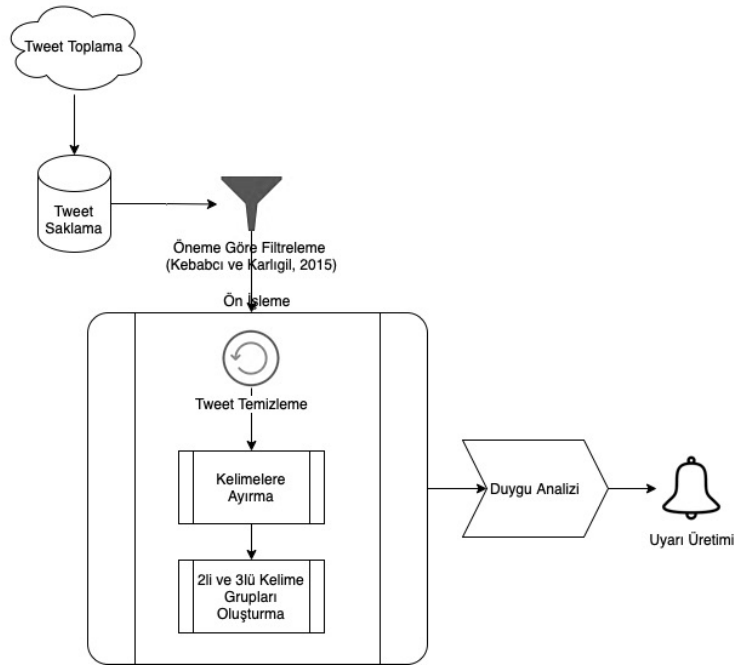 Tweet Toplama
Tweet
Saklama
Öneme Göre Filtreleme
(Kebabcı ve Karlıgil, 2015)
Ön İşleme
Tweet Temizleme
Kelimelere
Ayırma
2li ve 3lü Kelime
Grupları
Oluşturma
Duygu Analizi
Uyarı Üretimi